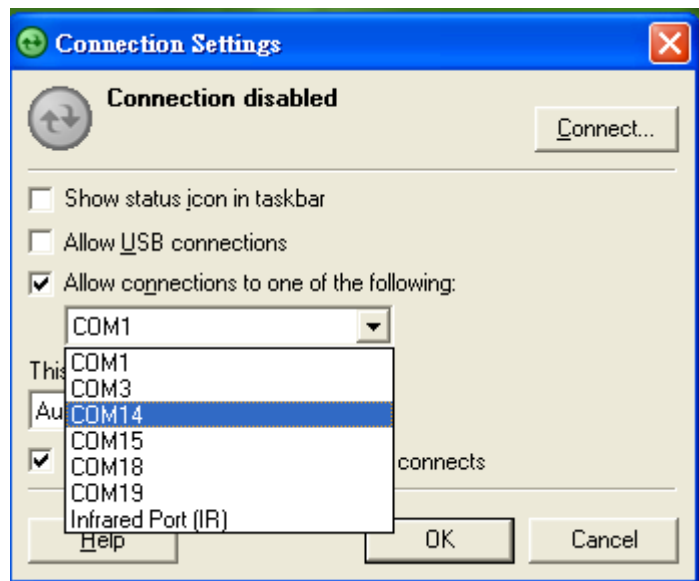 Connection Settings
Connection disabled
Connect...
Show status icon in taskbar
Allow USB connections
Allow connections to one of the following:
COM1
COM1
This
COM3
Au
COM14
COM15
connects
COM18
COM19
Infrared Port (IR)
Help
OK
Cancel